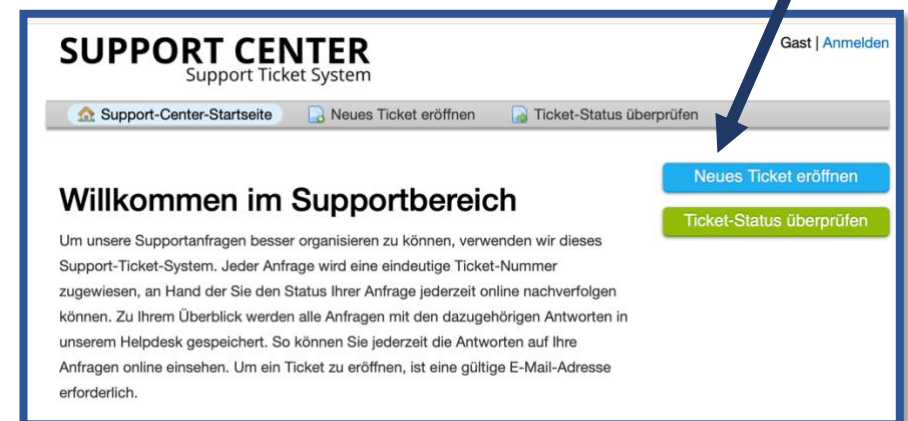 SUPPORT CENTER
Support Ticket System
Gast | Anmelden
Support-Center-Startseite
Neues Ticket eröffnen
Ticket-Status überprüfen
Neues Ticket eröffnen
Ticket-Status überprüfen
Willkommen im Supportbereich
Um unsere Supportanfragen besser organisieren zu können, verwenden wir dieses
Support-Ticket-System. Jeder Anfrage wird eine eindeutige Ticket-Nummer
zugewiesen, an Hand der Sie den Status Ihrer Anfrage jederzeit online nachverfolgen
können. Zu Ihrem Überblick werden alle Anfragen mit den dazugehörigen Antworten in
unserem Helpdesk gespeichert. So können Sie jederzeit die Antworten auf Ihre
Anfragen online einsehen. Um ein Ticket zu eröffnen, ist eine gültige E-Mail-Adresse
erforderlich.